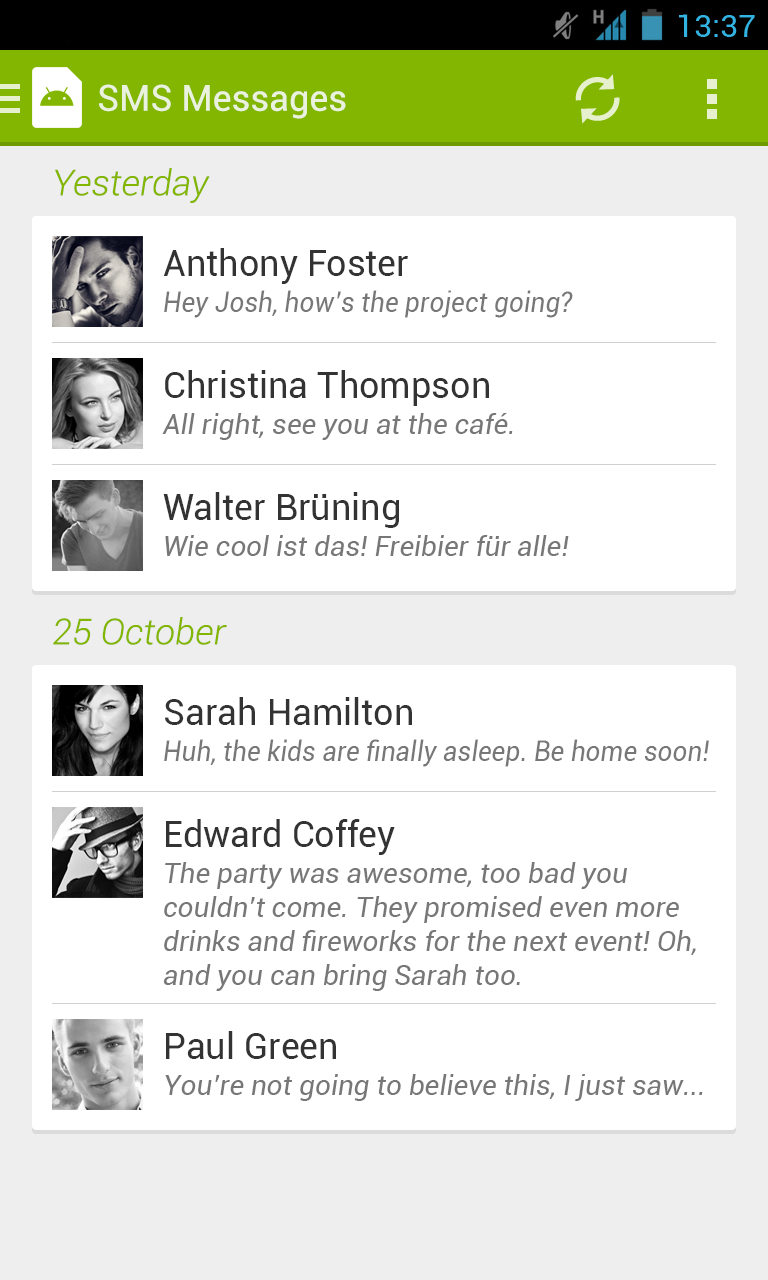 H 13:37
SMS Messages
Yesterday
Anthony Foster
Hey Josh, how's the project going?
Christina Thompson
All right, see you at the café.
Walter Brüning
Wie cool ist das! Freibier für alle!
25 October
Sarah Hamilton
Huh, the kids are finally asleep. Be home soon!
Edward Coffey
The party was awesome, too bad you
couldn't come. They promised even more
drinks and fireworks for the next event! Oh,
and you can bring Sarah too.
Paul Green
You're not going to believe this, I just saw...